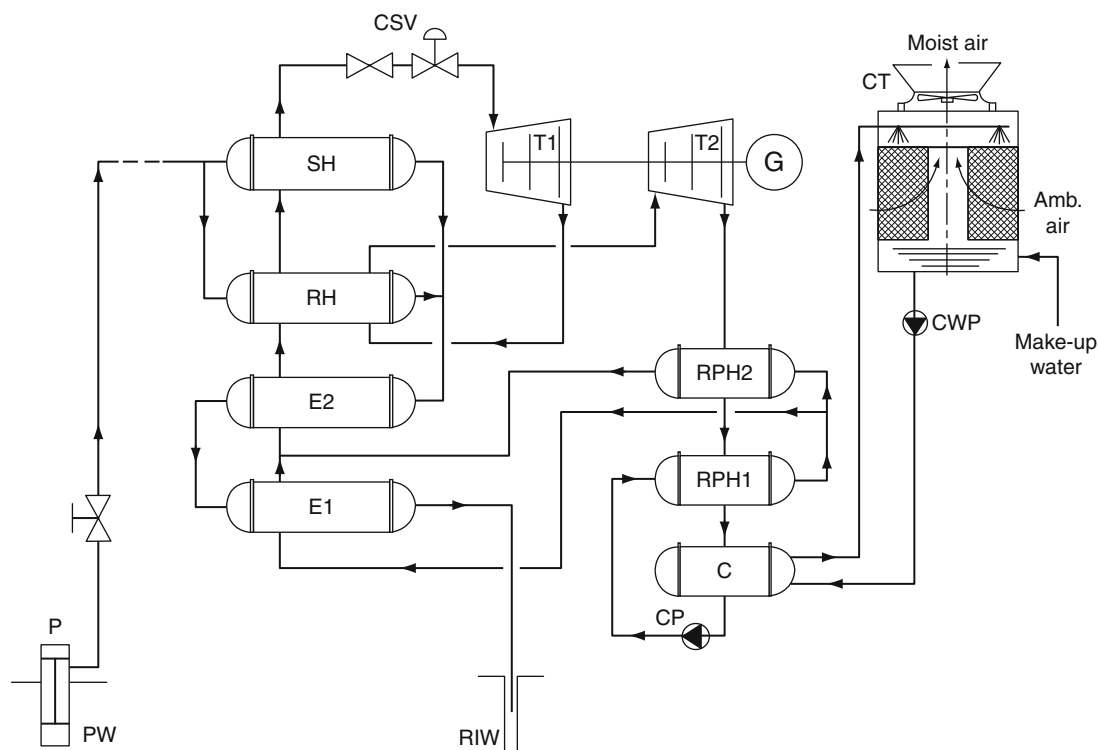 CSV
Moist air
CT
SH
T1
T2
G
Amb.
air
RH
CWP
Make-up
water
RPH2
E2
RPH1
E1
C
CP
P
PW
RIW